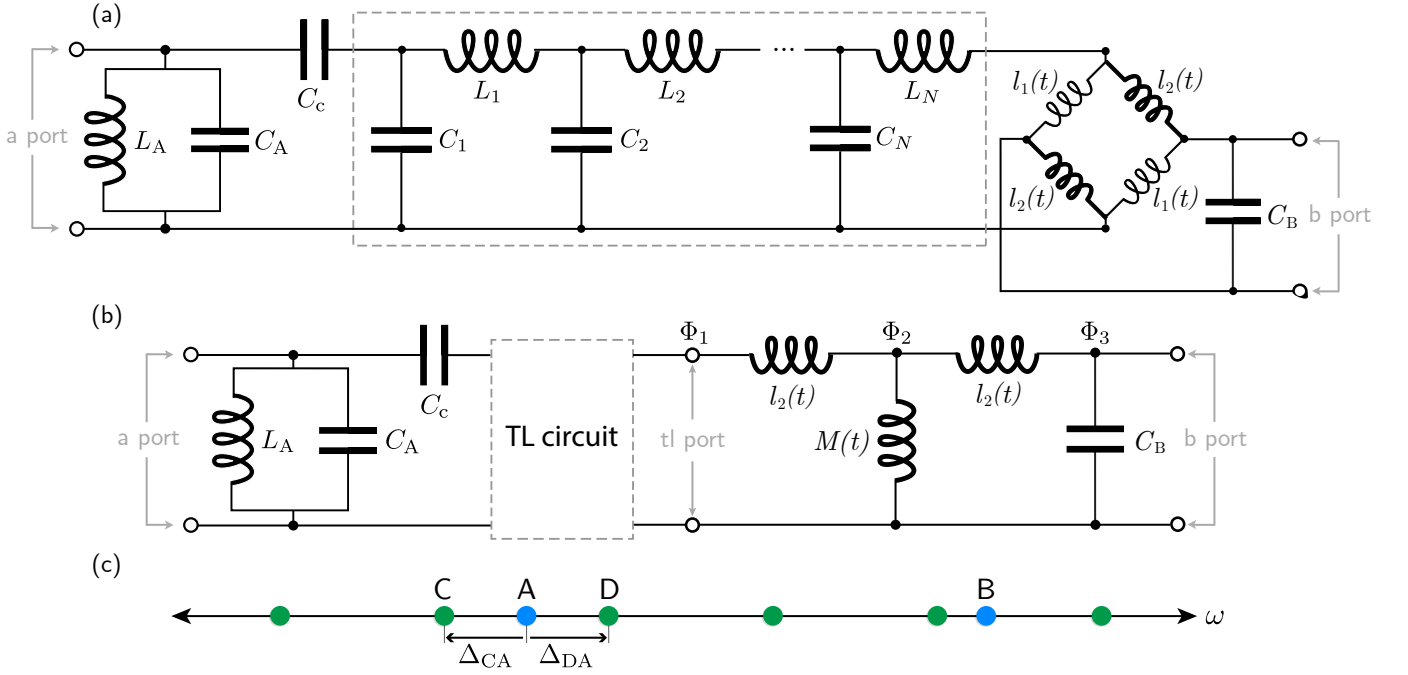 (a)
a port
L_A
C_A
C_c
C_1
L_1
C_2
L_2
...
C_N
L_N
l_1(t)
l_2(t)
l_2(t)
l_1(t)
C_B
b port
(b)
a port
L_A
C_A
C_c
TL circuit
Φ_1
tl port
l_2(t)
Φ_2
M(t)
l_2(t)
Φ_3
C_B
b port
(c)
C A D B
ω
Δ_CA Δ_DA